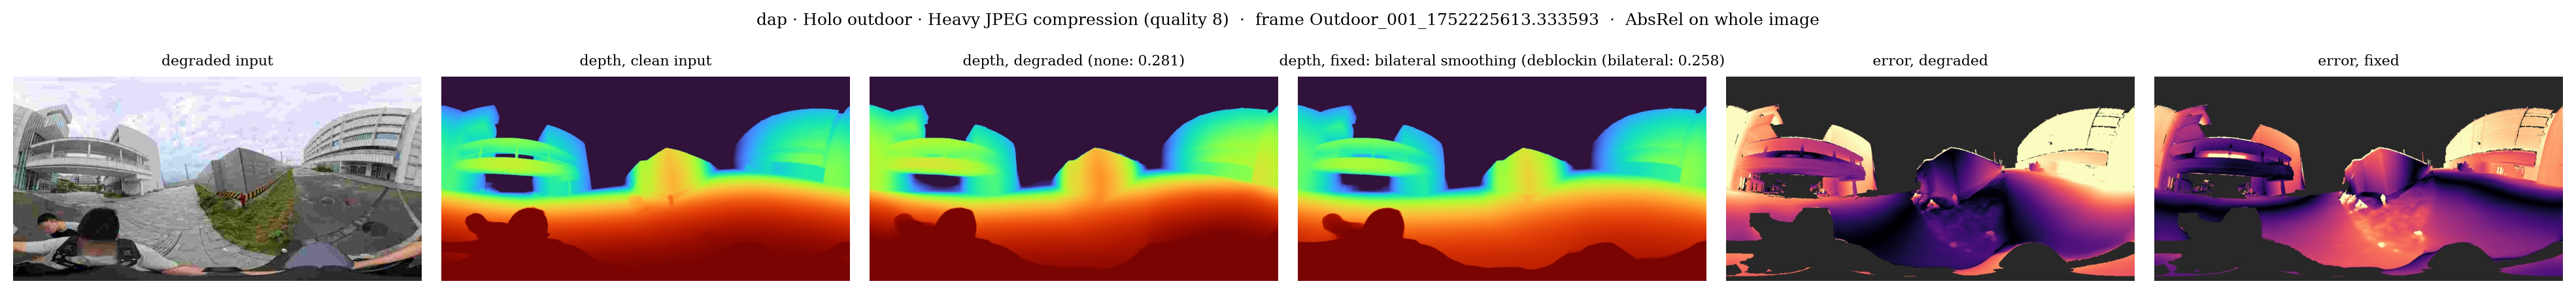 dap · Holo outdoor · Heavy JPEG compression (quality 8) · frame Outdoor_001_1752225613.333593 · AbsRel on whole image
degraded input
depth, clean input
depth, degraded (none: 0.281)
depth, fixed: bilateral smoothing (deblockin (bilateral: 0.258)
error, degraded
error, fixed